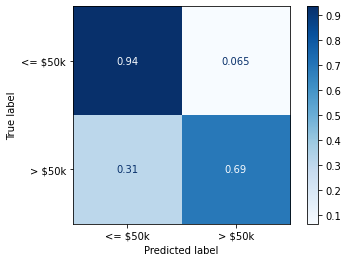 0.9
<= $50k
0.94
0.065
0.8
0.7
0.6
True label
0.5
0.4
> $50k
0.31
0.69
0.3
0.2
0.1
<= $50k
> $50k
Predicted label